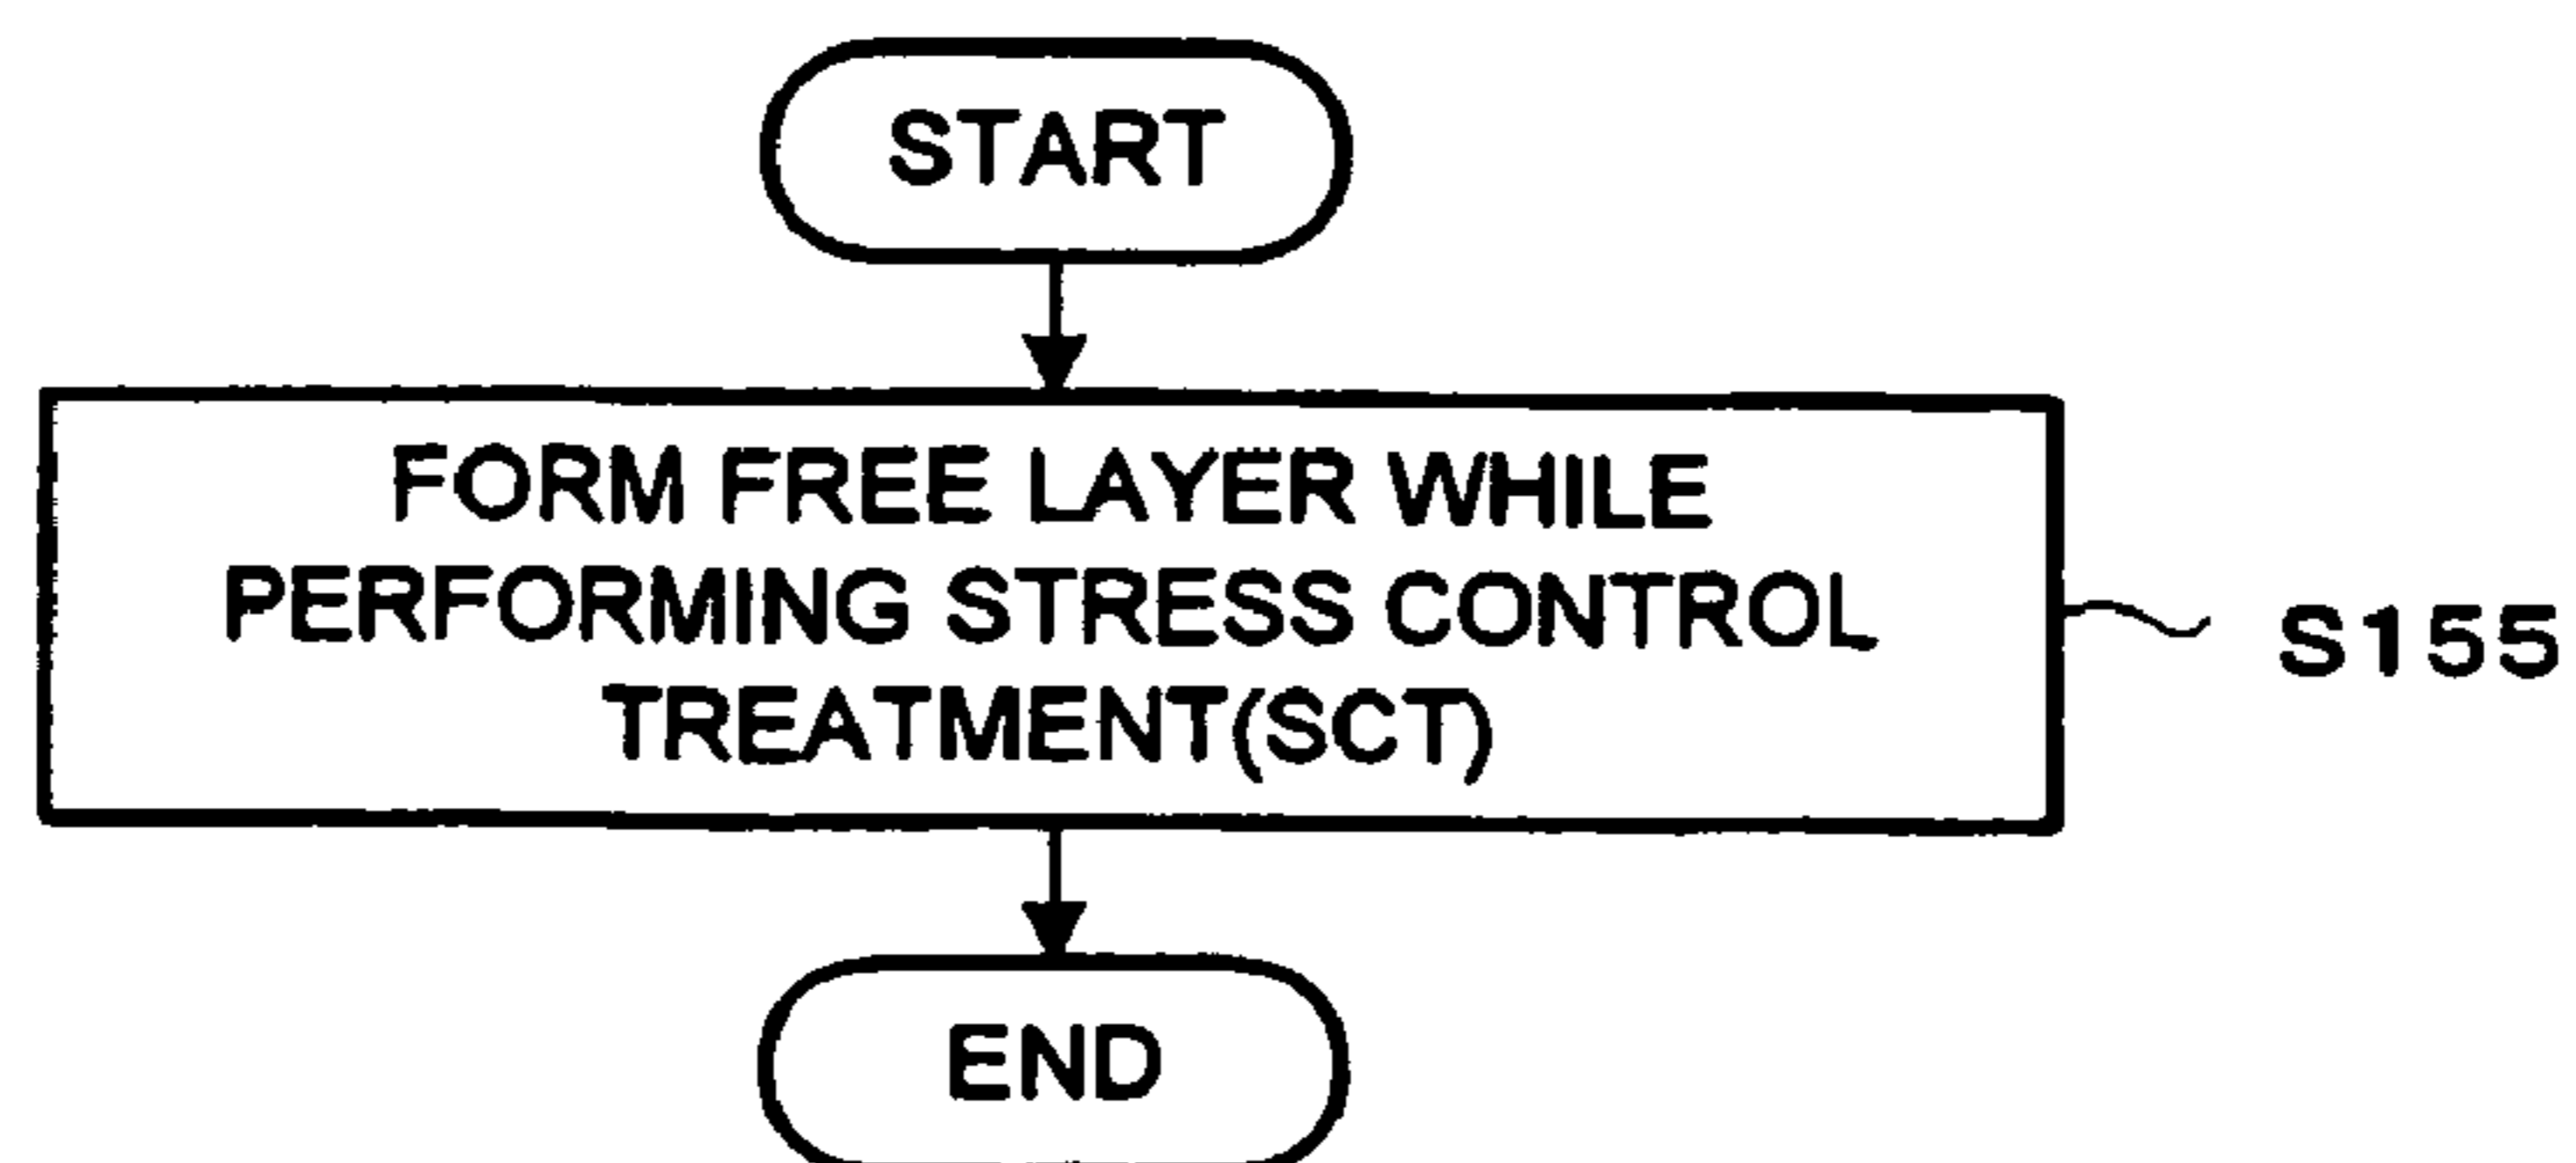 START
FORM FREE LAYER WHILE
PERFORMING STRESS CONTROL
TREATMENT(SCT)
S155
END